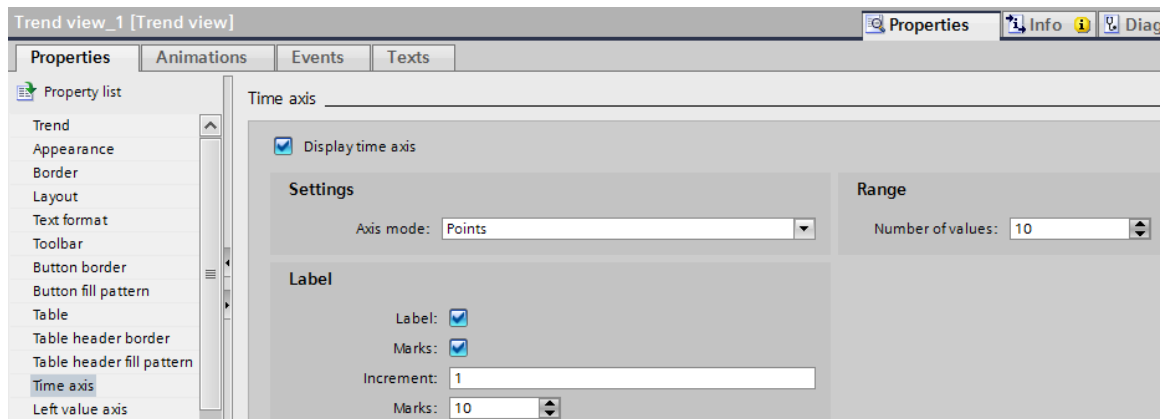 Trend view_1 [Trend view]
Properties Info Diag
Properties Animations Events Texts
Property list
Trend
Appearance
Border
Layout
Text format
Toolbar
Button border
Button fill pattern
Table
Table header border
Table header fill pattern
Time axis
Left value axis
Time axis
Display time axis
Settings
Axis mode: Points
Range
Number of values: 10
Label
Label:
Marks:
Increment: 1
Marks: 10